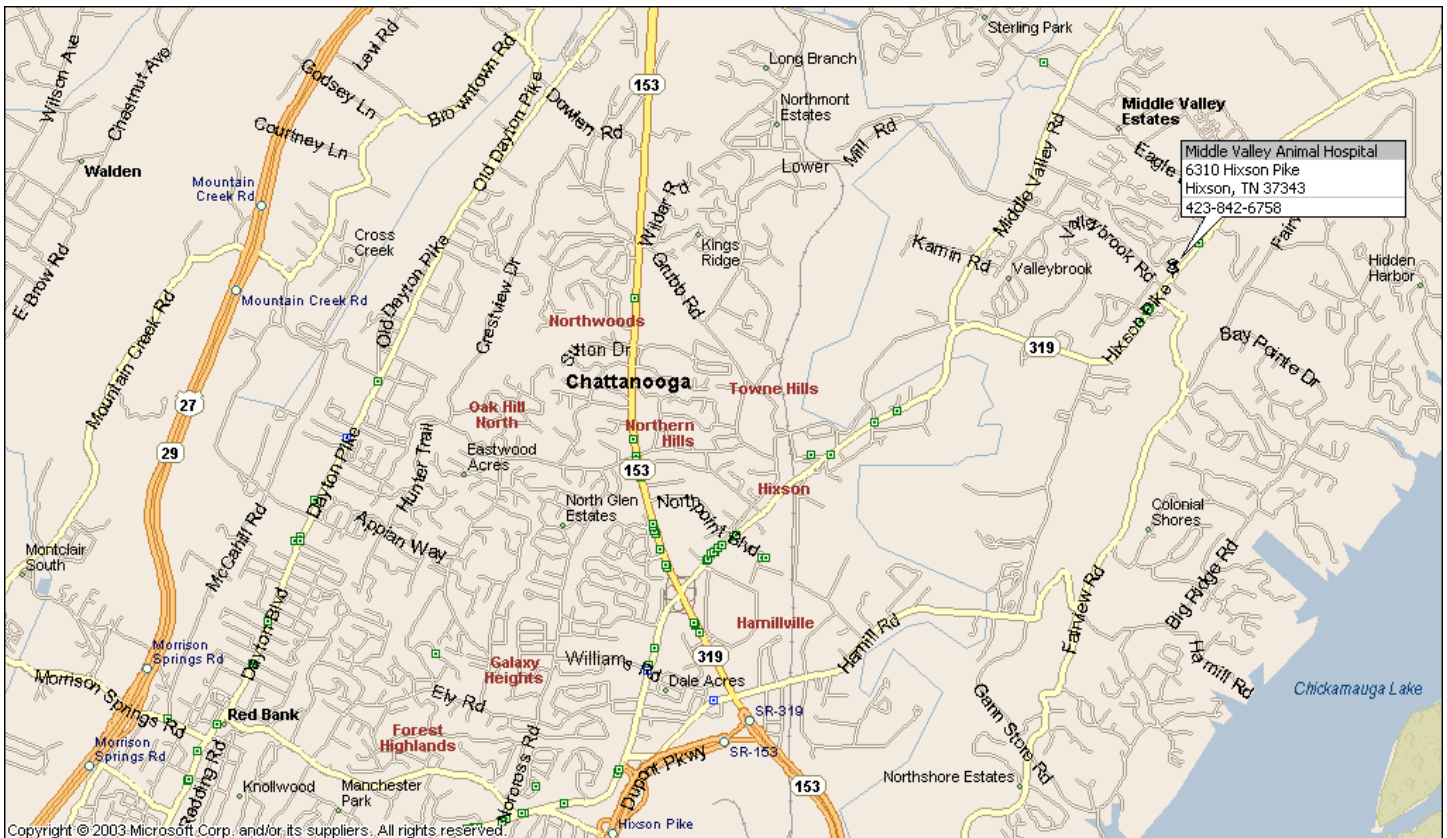 Sterling Park
Levi Rd
Wilson Ave
Chestnut Ave
Godsey Ln
Browntown Rd
Long Branch
153
Courtney Ln
Dowlen Rd
Northmont
Estates
Middle Valley
Estates
Mill Rd
Lower
Eagle
Middle Valley Animal Hospital
6310 Hixson Pike
Hixson, TN 37343
423-842-6758
Walden
Mountain
Creek Rd
Old Dayton Pike
Wilder Rd
Middle Valley Rd
Valleybrook Rd
Cross
Creek
Kings
Ridge
Kamin Rd
Valleybrook
Hidden
Harbor
E Brow Rd
Mountain Creek Rd
Old Dayton Pike
Crestview Dr
Grubb Rd
Mountain Creek Rd
Northwoods
319
Hixson Pike
Bay Pointe Dr
Sutton Dr
Chattanooga
Towne Hills
27
Oak Hill
North
Northern
Hills
29
Dayton Pike
Hunter Trail
Eastwood
Acres
153
Hixson
North Glen
Estates
Northpoint Blvd
Colonial
Shores
McCahill Rd
Appian Way
Montclair
South
Big Ridge Rd
Fairview Rd
Dayton Blvd
Hamillville
Hamill Rd
Morrison
Springs Rd
Galaxy
Heights
Williams Rd
319
Hamill Rd
Dale Acres
Morrison Springs Rd
Ely Rd
Chickamauga Lake
Red Bank
SR-319
Gann Store Rd
Forest
Highlands
Morrison
Springs Rd
SR-153
Norcross Rd
Dupont Pkwy
Redding Rd
Knollwood
Manchester
Park
153
Northshore Estates
Hixson Pike
Copyright © 2003 Microsoft Corp. and/or its suppliers. All rights reserved.